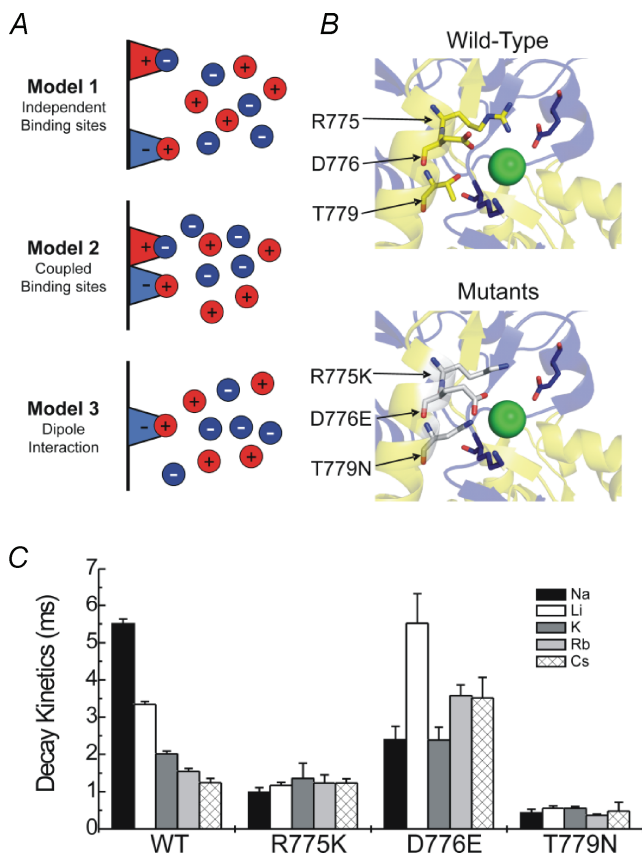 A
Model 1
Independent
Binding sites
+ −
− +
Model 2
Coupled
Binding sites
+ −
− +
Model 3
Dipole
Interaction
− +
B
Wild-Type
R775
D776
T779
Mutants
R775K
D776E
T779N
C
Decay Kinetics (ms)
7
6
5
4
3
2
1
0
Na
Li
K
Rb
Cs
WT R775K D776E T779N